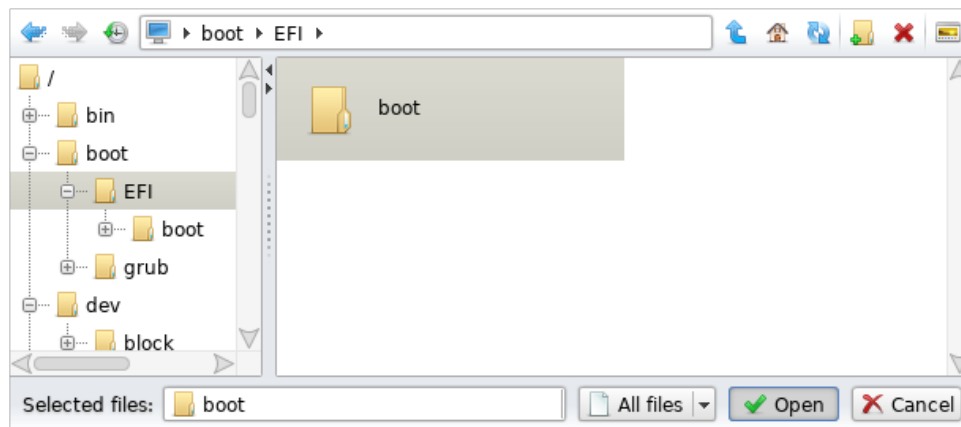 boot EFI
/
bin
boot
EFI
boot
grub
dev
block
boot
Selected files: boot All files Open Cancel